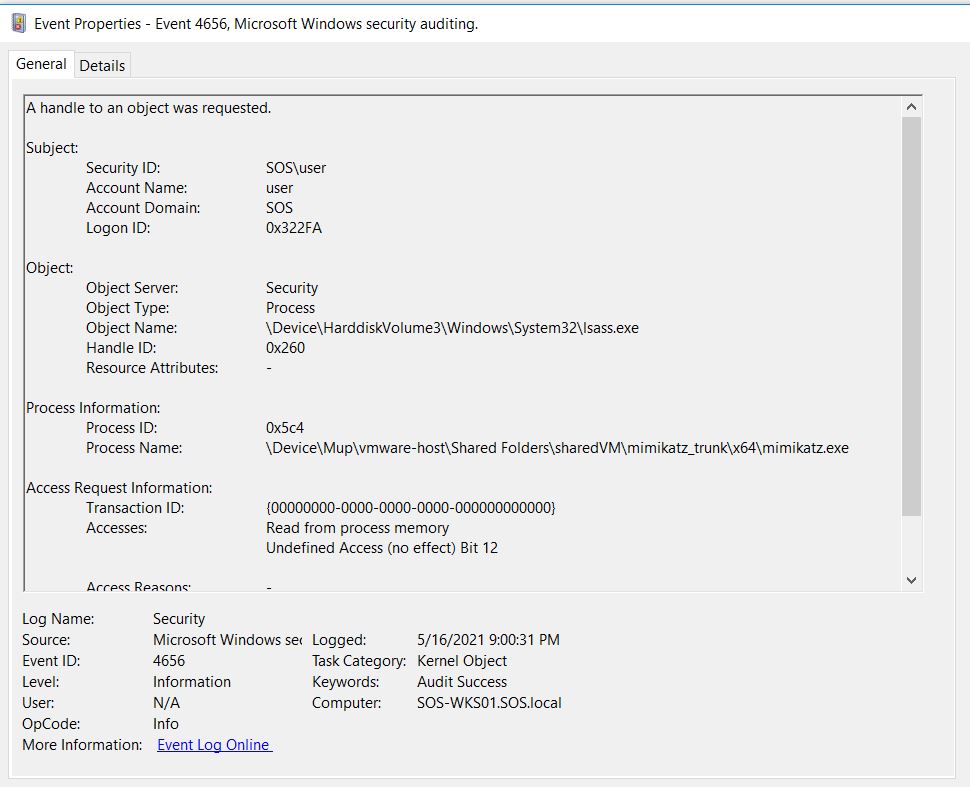 Event Properties - Event 4656, Microsoft Windows security auditing.
General Details
A handle to an object was requested.
Subject:
Security ID: SOS\user
Account Name: user
Account Domain: SOS
Logon ID: 0x322FA
Object:
Object Server: Security
Object Type: Process
Object Name: \Device\HarddiskVolume3\Windows\System32\lsass.exe
Handle ID: 0x260
Resource Attributes: -
Process Information:
Process ID: 0x5c4
Process Name: \Device\Mup\vmware-host\Shared Folders\sharedVM\mimikatz_trunk\x64\mimikatz.exe
Access Request Information:
Transaction ID: {00000000-0000-0000-0000-000000000000}
Accesses: Read from process memory
Undefined Access (no effect) Bit 12
Access Reasons: -
Log Name: Security
Source: Microsoft Windows sec Logged: 5/16/2021 9:00:31 PM
Event ID: 4656 Task Category: Kernel Object
Level: Information Keywords: Audit Success
User: N/A Computer: SOS-WKS01.SOS.local
OpCode: Info
More Information: Event Log Online